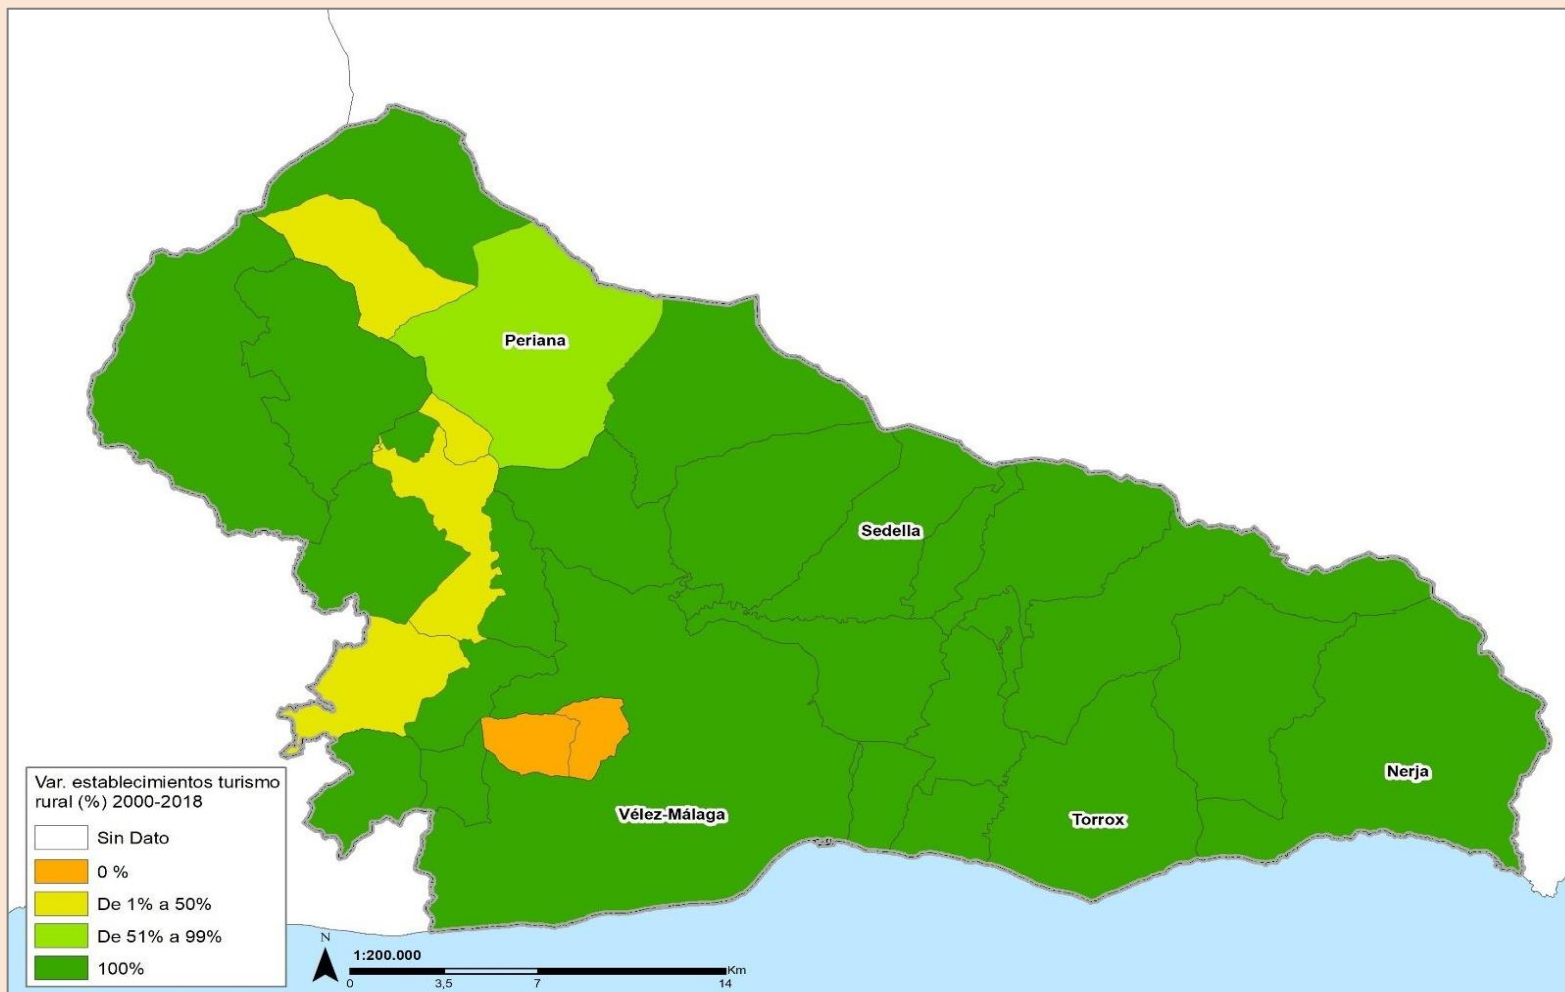 Periana
Sedella
Nerja
Vélez-Málaga
Torrox
Var. establecimientos turismo
rural (%) 2000-2018
Sin Dato
0 %
De 1% a 50%
De 51% a 99%
100%
N
1:200.000
Km
0 3,5 7 14